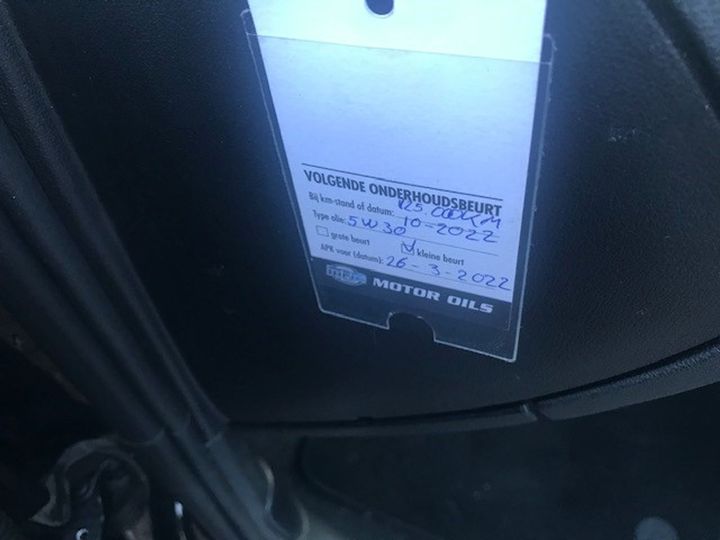 VOLGENDE ONDERHOUDSBEURT
Bij km-stand of datum: 125.000KM
10-2022
Type olie: 5W30
grote beurt kleine beurt
APK voor (datum): 26-3-2022
MOTOR OILS